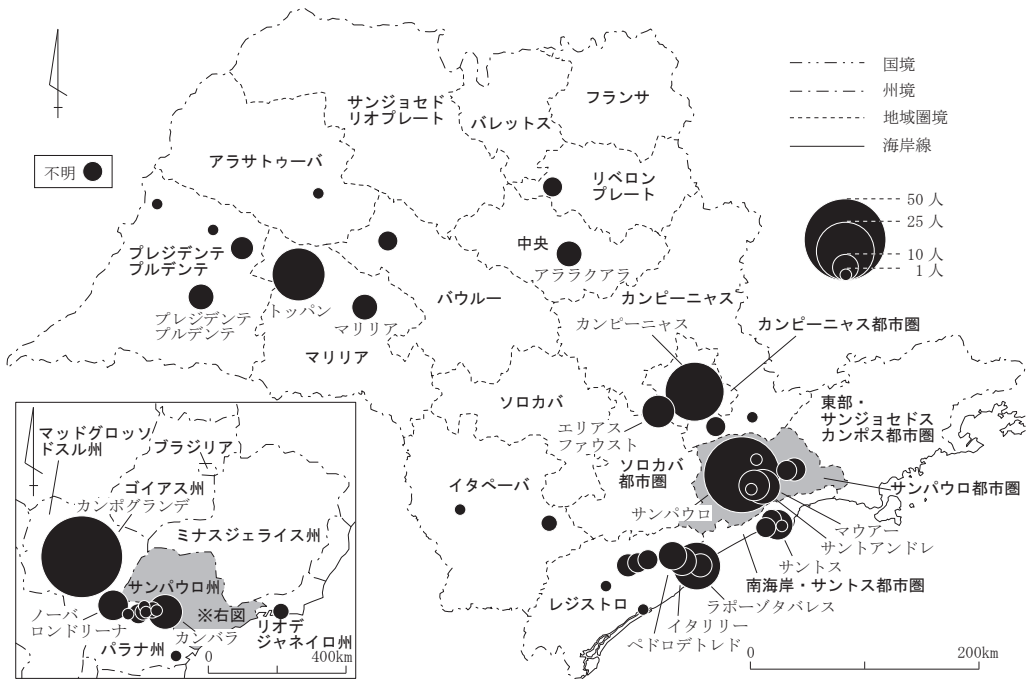 国境
州境
地域圏境
海岸線
50 人
25 人
10 人
1 人
不明
フランサ
サンジョセド
リオプレート
バレットス
アラサトゥーバ
リベロン
プレート
プレジデンテ
プルデンテ
中央
アララクアラ
カンピーニャス
バウルー
プレジデンテ
プルデンテ
トッパン
マリリア
マリリア
カンピーニャス
カンピーニャス都市圏
ソロカバ
エリアス
ファウスト
東部・
サンジョセドス
カンポス都市圏
イタペーバ
ソロカバ
都市圏
サンパウロ
サンパウロ都市圏
マウアー
サントアンドレ
サントス
南海岸・サントス都市圏
レジストロ
ラポーゾタバレス
イタリリー
ペドロデトレド
0
200km
マッドグロッソ
ドスル州
ブラジリア
ゴイアス州
カンポグランデ
ミナスジェライス州
サンパウロ州
※右図
ノーバ
ロンドリーナ
カンバラ
リオデ
ジャネイロ州
パラナ州
0
400km